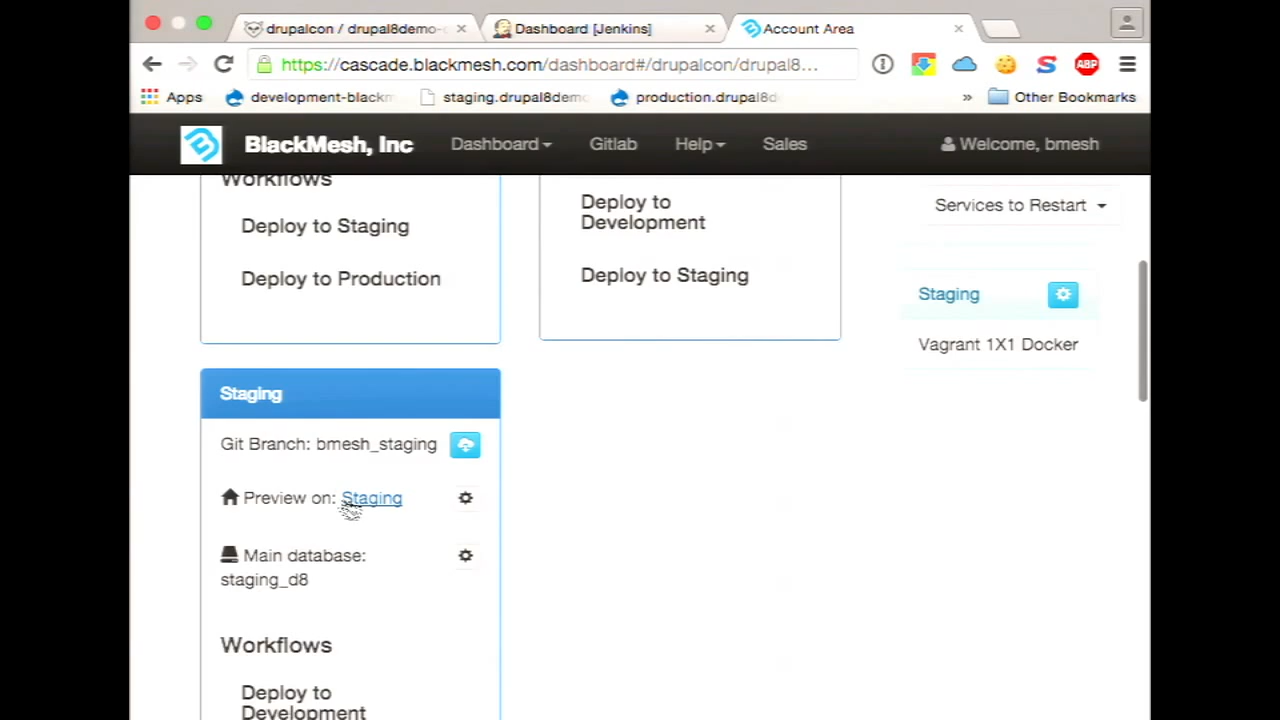 drupalcon / drupal8demo-
Dashboard [Jenkins]
Account Area
https://cascade.blackmesh.com/dashboard#/drupalcon/drupal8...
ABP
Apps
development-blackm
staging.drupal8demo
production.drupal8d
»
Other Bookmarks
BlackMesh, Inc
Dashboard
Gitlab
Help
Sales
Welcome, bmesh
Workflows
Deploy to Staging
Deploy to Production
Deploy to
Development
Deploy to Staging
Services to Restart
Staging
Vagrant 1X1 Docker
Staging
Git Branch: bmesh_staging
Preview on: Staging
Main database:
staging_d8
Workflows
Deploy to
Development